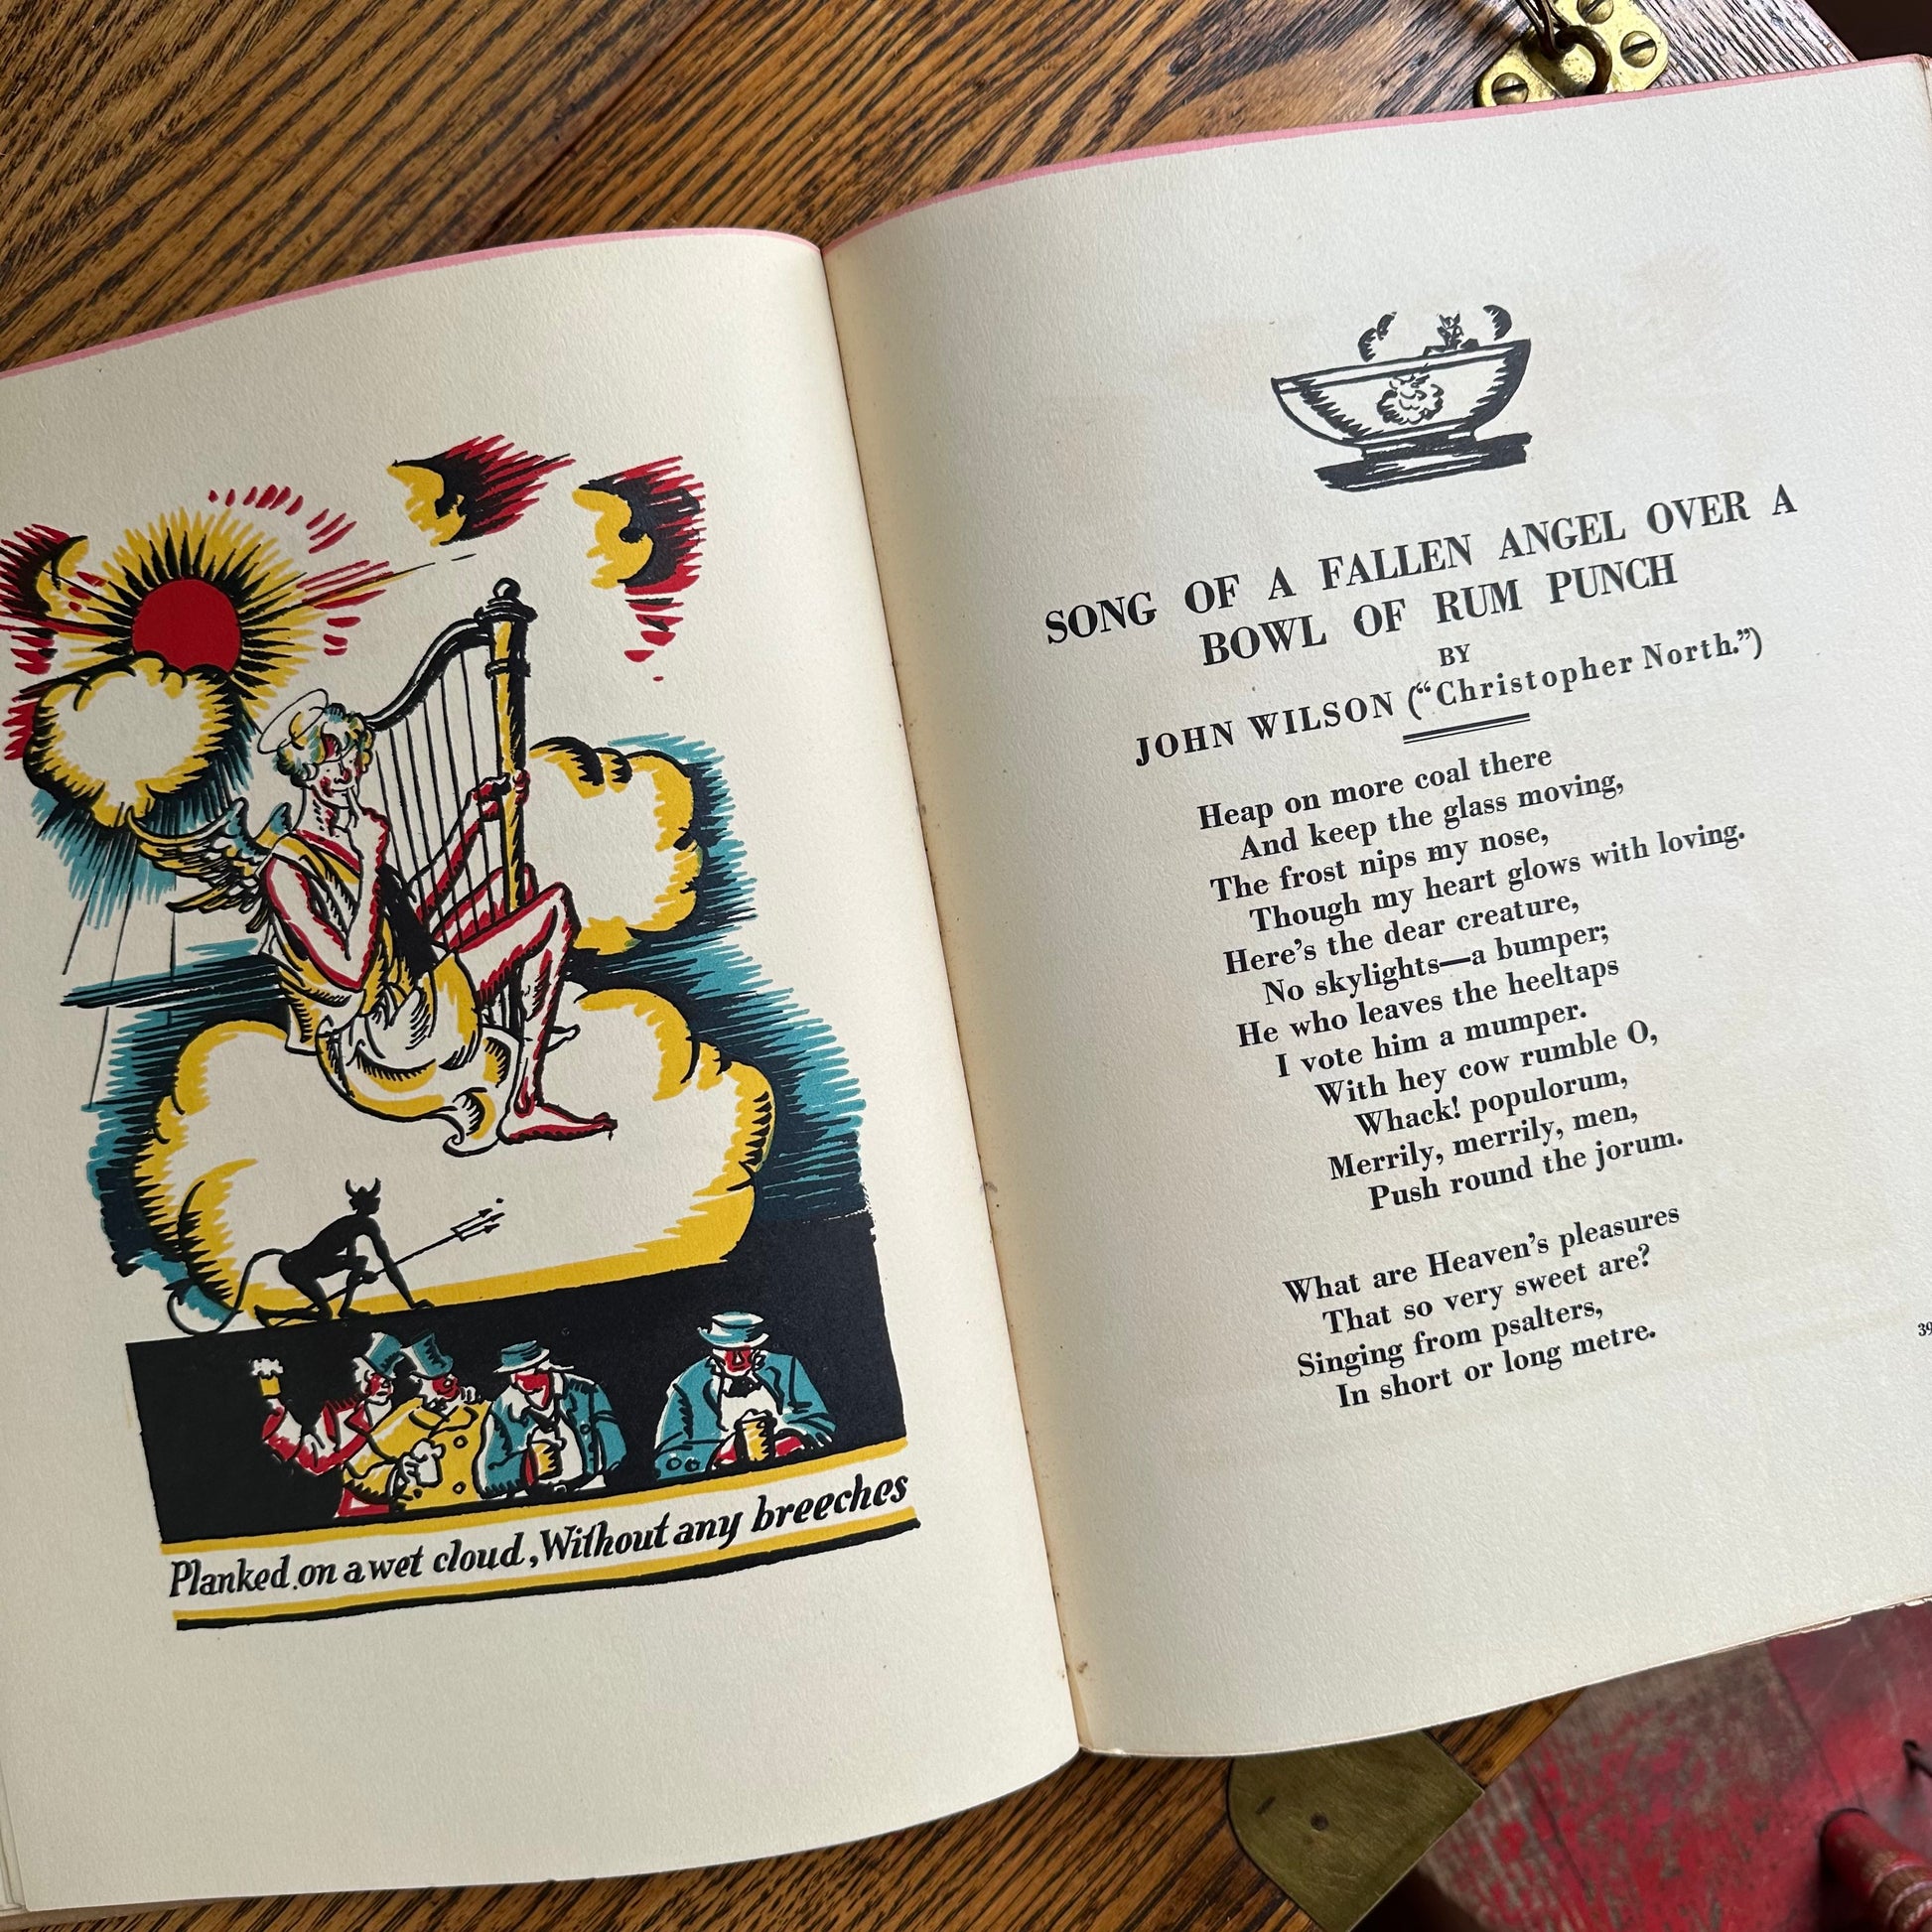 Planked on a wet cloud, Without any breeches
SONG OF A FALLEN ANGEL OVER A
BOWL OF RUM PUNCH
BY
JOHN WILSON (“Christopher North.”)
Heap on more coal there
And keep the glass moving,
The frost nips my nose,
Though my heart glows with loving.
Here’s the dear creature,
No skylights—a bumper;
He who leaves the heeltaps
I vote him a mumper.
With hey cow rumble O,
Whack! populorum,
Merrily, merrily, men,
Push round the jorum.
What are Heaven’s pleasures
That so very sweet are?
Singing from psalters,
In short or long metre.
39